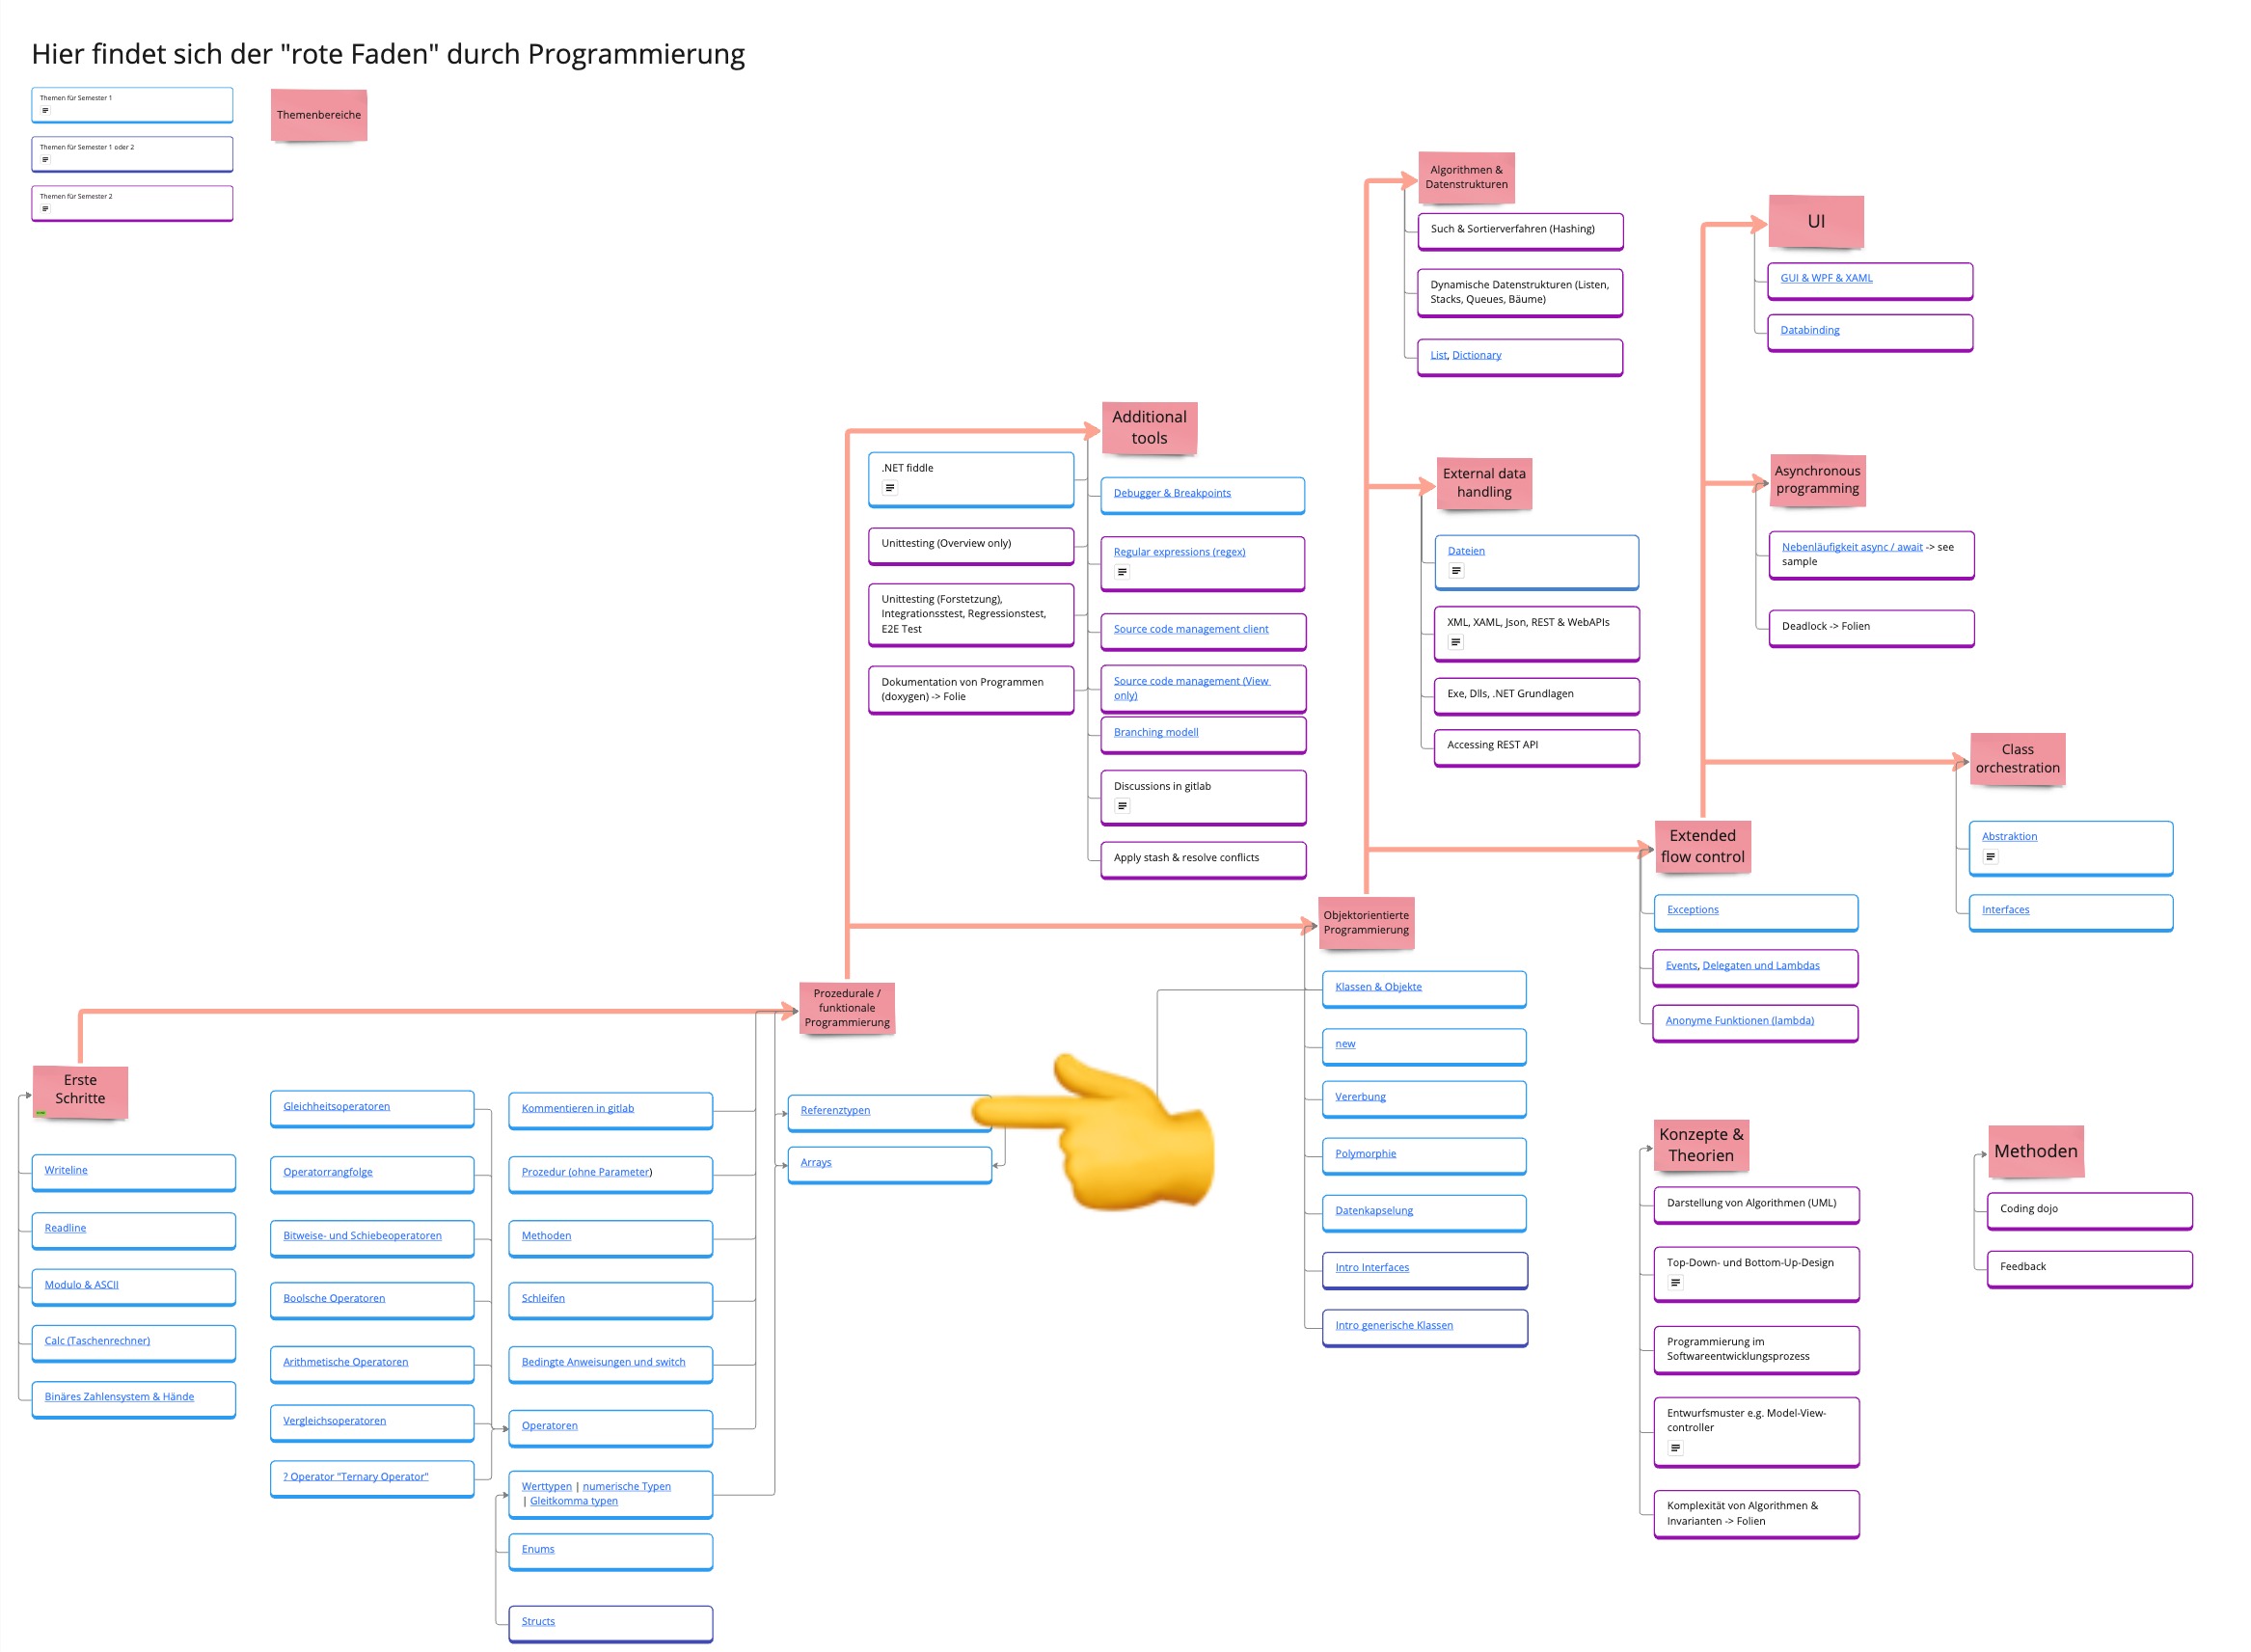 Hier findet sich der "rote Faden" durch Programmierung
Themen für Semester 1
Themen für Semester 1 oder 2
Themen für Semester 2
Themenbereiche
Erste
Schritte
Writeline
Readline
Modulo & ASCII
Calc (Taschenrechner)
Binäres Zahlensystem & Hände
Gleichheitsoperatoren
Operatorrangfolge
Bitweise- und Schiebeoperatoren
Boolsche Operatoren
Arithmetische Operatoren
Vergleichsoperatoren
? Operator "Ternary Operator"
Kommentieren in gitlab
Prozedur (ohne Parameter)
Methoden
Schleifen
Bedingte Anweisungen und switch
Operatoren
Werttypen | numerische Typen
| Gleitkomma typen
Enums
Structs
Prozedurale /
funktionale
Programmierung
Referenztypen
Arrays
Additional
tools
.NET fiddle
Unittesting (Overview only)
Unittesting (Forstetzung),
Integrationsstest, Regressionstest,
E2E Test
Dokumentation von Programmen
(doxygen) -> Folie
Debugger & Breakpoints
Regular expressions (regex)
Source code management client
Source code management (View
only)
Branching modell
Discussions in gitlab
Apply stash & resolve conflicts
Objektorientierte
Programmierung
Klassen & Objekte
new
Vererbung
Polymorphie
Datenkapselung
Intro Interfaces
Intro generische Klassen
Algorithmen &
Datenstrukturen
Such & Sortierverfahren (Hashing)
Dynamische Datenstrukturen (Listen,
Stacks, Queues, Bäume)
List, Dictionary
External data
handling
Dateien
XML, XAML, Json, REST & WebAPIs
Exe, Dlls, .NET Grundlagen
Accessing REST API
Extended
flow control
Exceptions
Events, Delegaten und Lambdas
Anonyme Funktionen (lambda)
UI
GUI & WPF & XAML
Databinding
Asynchronous
programming
Nebenläufigkeit async / await -> see
sample
Deadlock -> Folien
Class
orchestration
Abstraktion
Interfaces
Konzepte &
Theorien
Darstellung von Algorithmen (UML)
Top-Down- und Bottom-Up-Design
Programmierung im
Softwareentwicklungsprozess
Entwurfsmuster e.g. Model-View-
controller
Komplexität von Algorithmen &
Invarianten -> Folien
Methoden
Coding dojo
Feedback